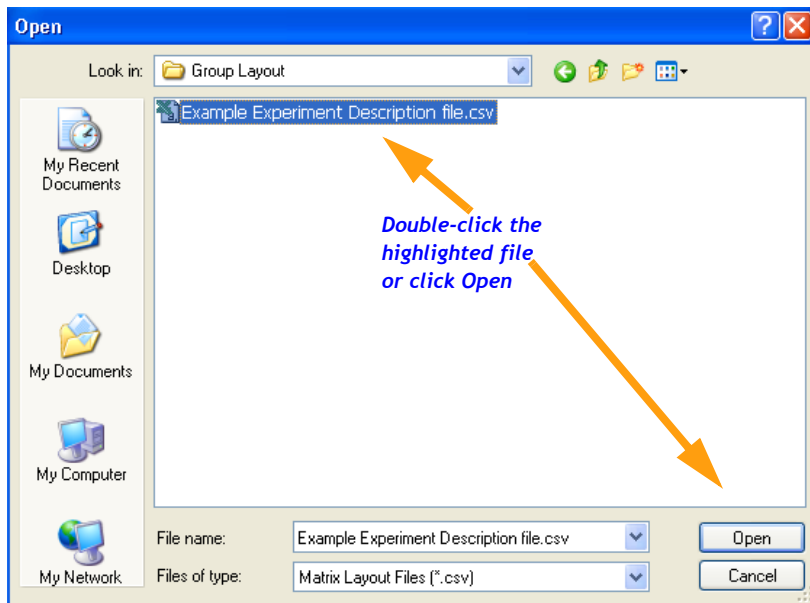 Open
Look in: Group Layout
Example Experiment Description file.csv
My Recent
Documents
Desktop
My Documents
My Computer
My Network
Double-click the
highlighted file
or click Open
File name: Example Experiment Description file.csv Open
Files of type: Matrix Layout Files (*.csv) Cancel